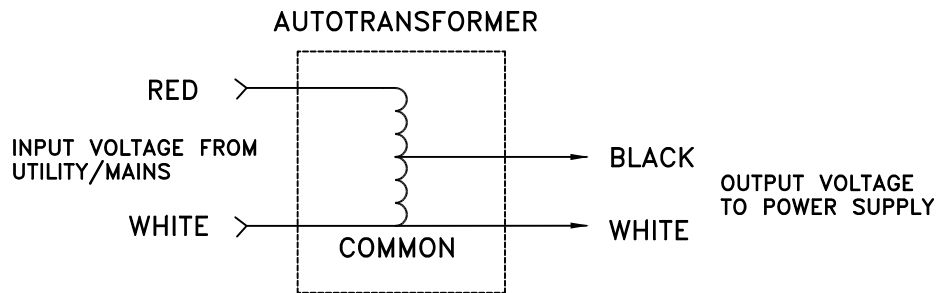 AUTOTRANSFORMER
RED
INPUT VOLTAGE FROM
UTILITY/MAINS
BLACK
OUTPUT VOLTAGE
TO POWER SUPPLY
WHITE
WHITE
COMMON